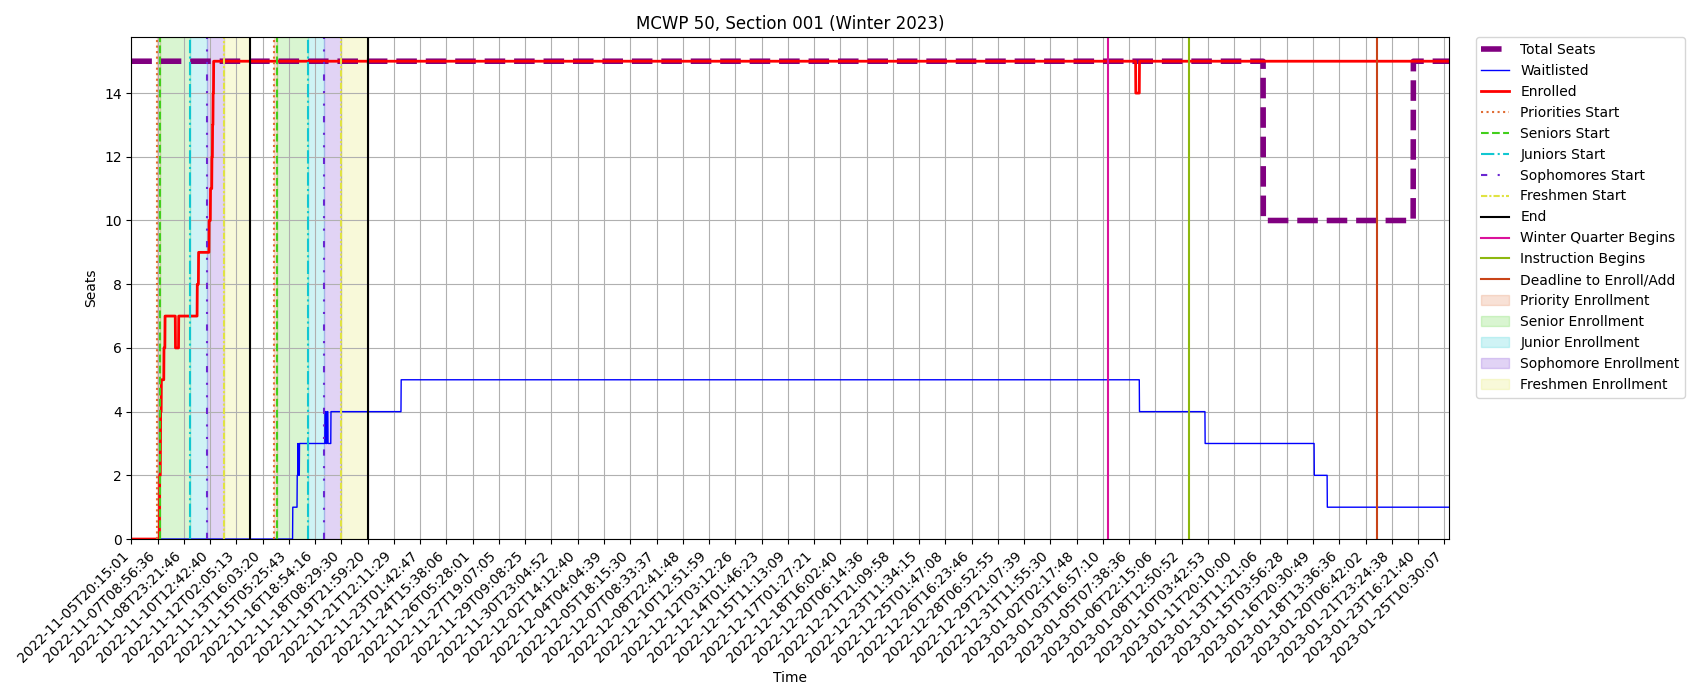 MCWP 50, Section 001 (Winter 2023)
Seats
14
12
10
8
6
4
2
0
2022-11-05T20:15:01
2022-11-07T08:56:36
2022-11-08T23:21:46
2022-11-10T12:42:40
2022-11-12T02:05:13
2022-11-13T16:03:20
2022-11-15T05:25:43
2022-11-16T18:54:16
2022-11-18T08:29:30
2022-11-19T21:59:20
2022-11-21T12:11:29
2022-11-23T01:42:47
2022-11-24T15:38:06
2022-11-26T05:28:01
2022-11-27T19:07:05
2022-11-29T09:08:25
2022-11-30T23:04:52
2022-12-02T14:12:40
2022-12-04T04:04:39
2022-12-05T18:15:30
2022-12-07T08:33:37
2022-12-08T22:41:48
2022-12-10T12:51:59
2022-12-12T03:12:26
2022-12-14T01:46:23
2022-12-15T11:13:09
2022-12-17T01:27:21
2022-12-18T16:02:40
2022-12-20T06:14:36
2022-12-21T21:09:58
2022-12-23T11:34:15
2022-12-25T01:47:08
2022-12-26T16:23:46
2022-12-28T06:52:55
2022-12-29T21:07:39
2022-12-31T11:55:30
2023-01-02T02:17:48
2023-01-03T16:57:10
2023-01-05T07:38:36
2023-01-06T22:15:06
2023-01-08T12:50:52
2023-01-10T03:42:53
2023-01-11T20:10:00
2023-01-13T11:21:06
2023-01-15T03:56:28
2023-01-16T20:30:49
2023-01-18T13:36:36
2023-01-20T06:42:02
2023-01-21T23:24:38
2023-01-23T16:21:40
2023-01-25T10:30:07
Time
Total Seats
Waitlisted
Enrolled
Priorities Start
Seniors Start
Juniors Start
Sophomores Start
Freshmen Start
End
Winter Quarter Begins
Instruction Begins
Deadline to Enroll/Add
Priority Enrollment
Senior Enrollment
Junior Enrollment
Sophomore Enrollment
Freshmen Enrollment